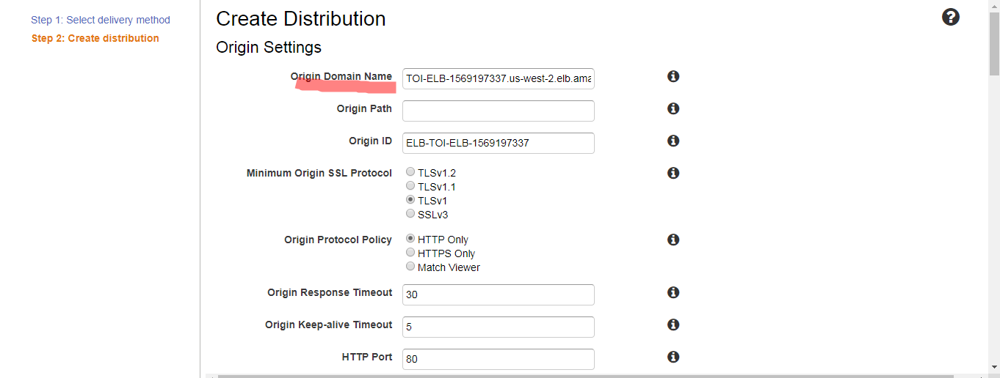 Step 1: Select delivery method
Step 2: Create distribution
Create Distribution
?
Origin Settings
Origin Domain Name TOI-ELB-1569197337.us-west-2.elb.ama
Origin Path
Origin ID ELB-TOI-ELB-1569197337
Minimum Origin SSL Protocol TLSv1.2
TLSv1.1
TLSv1
SSLv3
Origin Protocol Policy HTTP Only
HTTPS Only
Match Viewer
Origin Response Timeout 30
Origin Keep-alive Timeout 5
HTTP Port 80